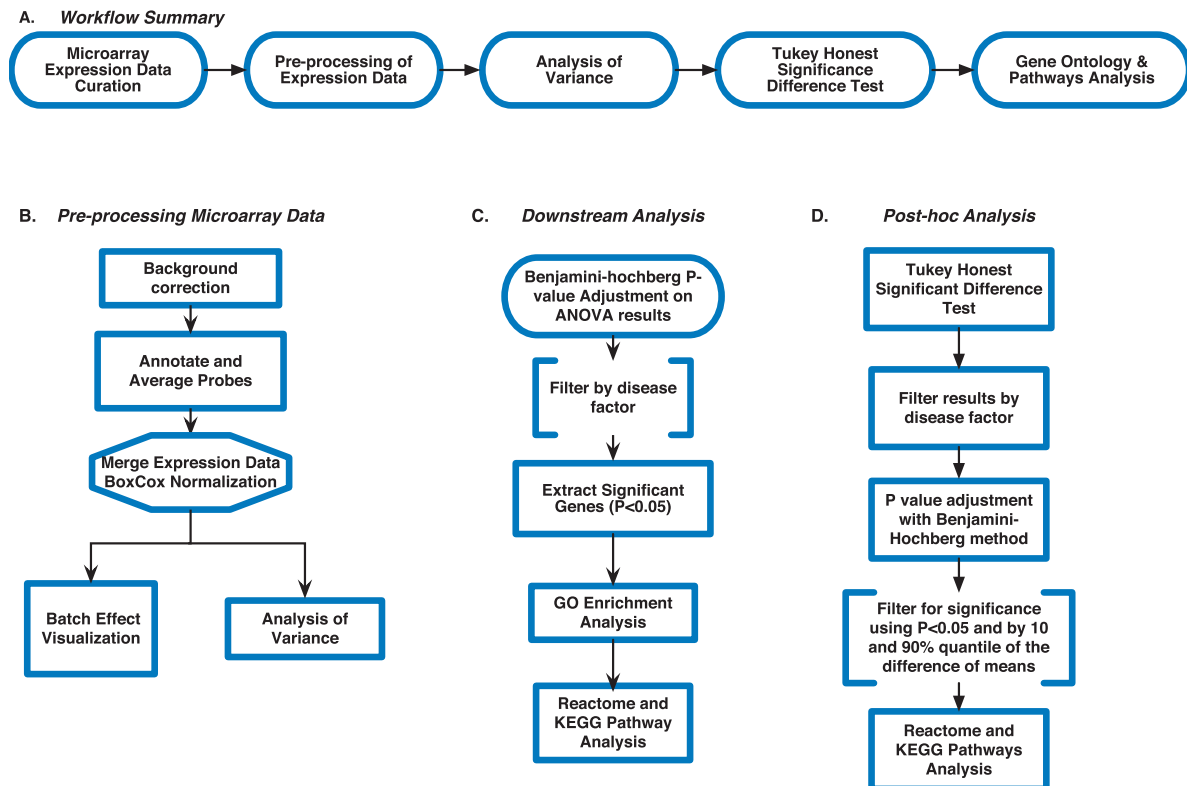 A. Workflow Summary
Microarray
Expression Data
Curation
Pre-processing of
Expression Data
Analysis of
Variance
Tukey Honest
Significance
Difference Test
Gene Ontology &
Pathways Analysis
B. Pre-processing Microarray Data
Background
correction
Annotate and
Average Probes
Merge Expression Data
BoxCox Normalization
Batch Effect
Visualization
Analysis of
Variance
C. Downstream Analysis
Benjamini-hochberg P-
value Adjustment on
ANOVA results
Filter by disease
factor
Extract Significant
Genes (P<0.05)
GO Enrichment
Analysis
Reactome and
KEGG Pathway
Analysis
D. Post-hoc Analysis
Tukey Honest
Significant Difference
Test
Filter results by
disease factor
P value adjustment
with Benjamini-
Hochberg method
Filter for significance
using P<0.05 and by 10
and 90% quantile of the
difference of means
Reactome and
KEGG Pathways
Analysis